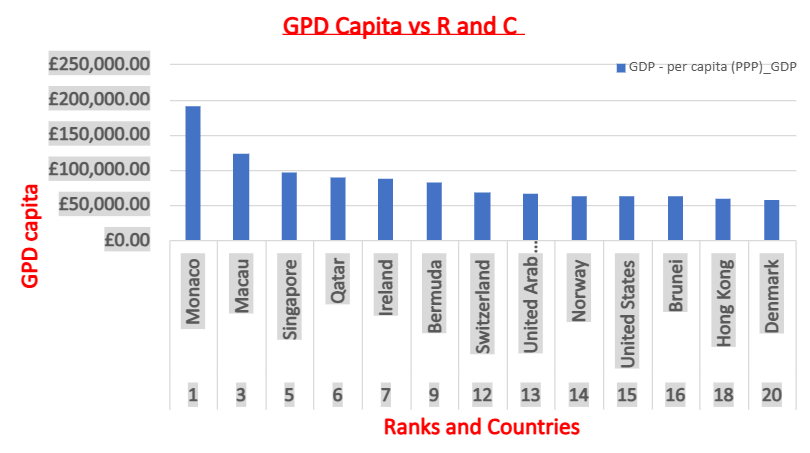 GPD Capita vs R and C
GDP - per capita (PPP)_GDP
£250,000.00
£200,000.00
£150,000.00
£100,000.00
£50,000.00
£0.00
GPD capita
Monaco
Macau
Singapore
Qatar
Ireland
Bermuda
Switzerland
United Arab ...
Norway
United States
Brunei
Hong Kong
Denmark
1 3 5 6 7 9 12 13 14 15 16 18 20
Ranks and Countries